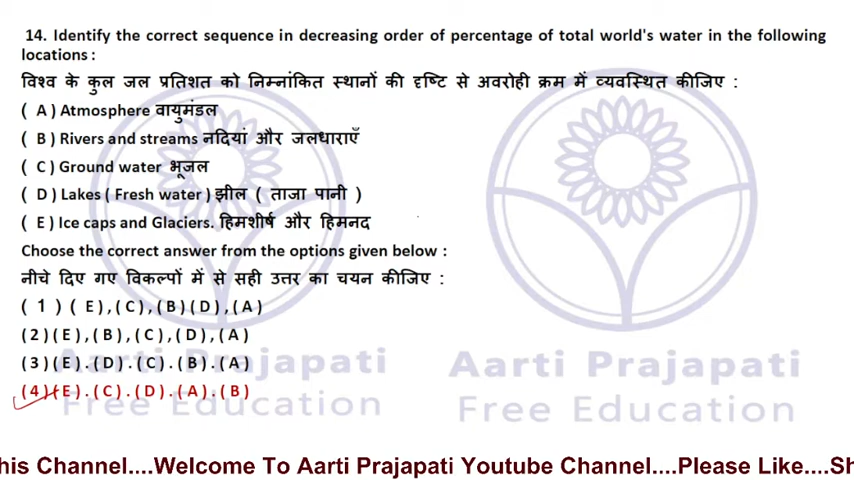 14. Identify the correct sequence in decreasing order of percentage of total world's water in the following
locations :
विश्व के कुल जल प्रतिशत को निम्नांकित स्थानों की दृष्टि से अवरोही क्रम में व्यवस्थित कीजिए :
( A ) Atmosphere वायुमंडल
( B ) Rivers and streams नदियां और जलधाराएँ
( C ) Ground water भूजल
( D ) Lakes ( Fresh water ) झील ( ताजा पानी )
( E ) Ice caps and Glaciers. हिमशीर्ष और हिमनद
Choose the correct answer from the options given below :
नीचे दिए गए विकल्पों में से सही उत्तर का चयन कीजिए :
( 1 ) ( E ) , ( C ) , ( B ) ( D ) , ( A )
( 2 ) ( E ) , ( B ) , ( C ) , ( D ) , ( A )
( 3 ) ( E ) . ( D ) . ( C ) . ( B ) . ( A )
( 4 ) ( E ) . ( C ) . ( D ) . ( A ) . ( B )
Aarti Prajapati
Free Education
Aarti Prajapati
Free Education
his Channel....Welcome To Aarti Prajapati Youtube Channel....Please Like....Sh